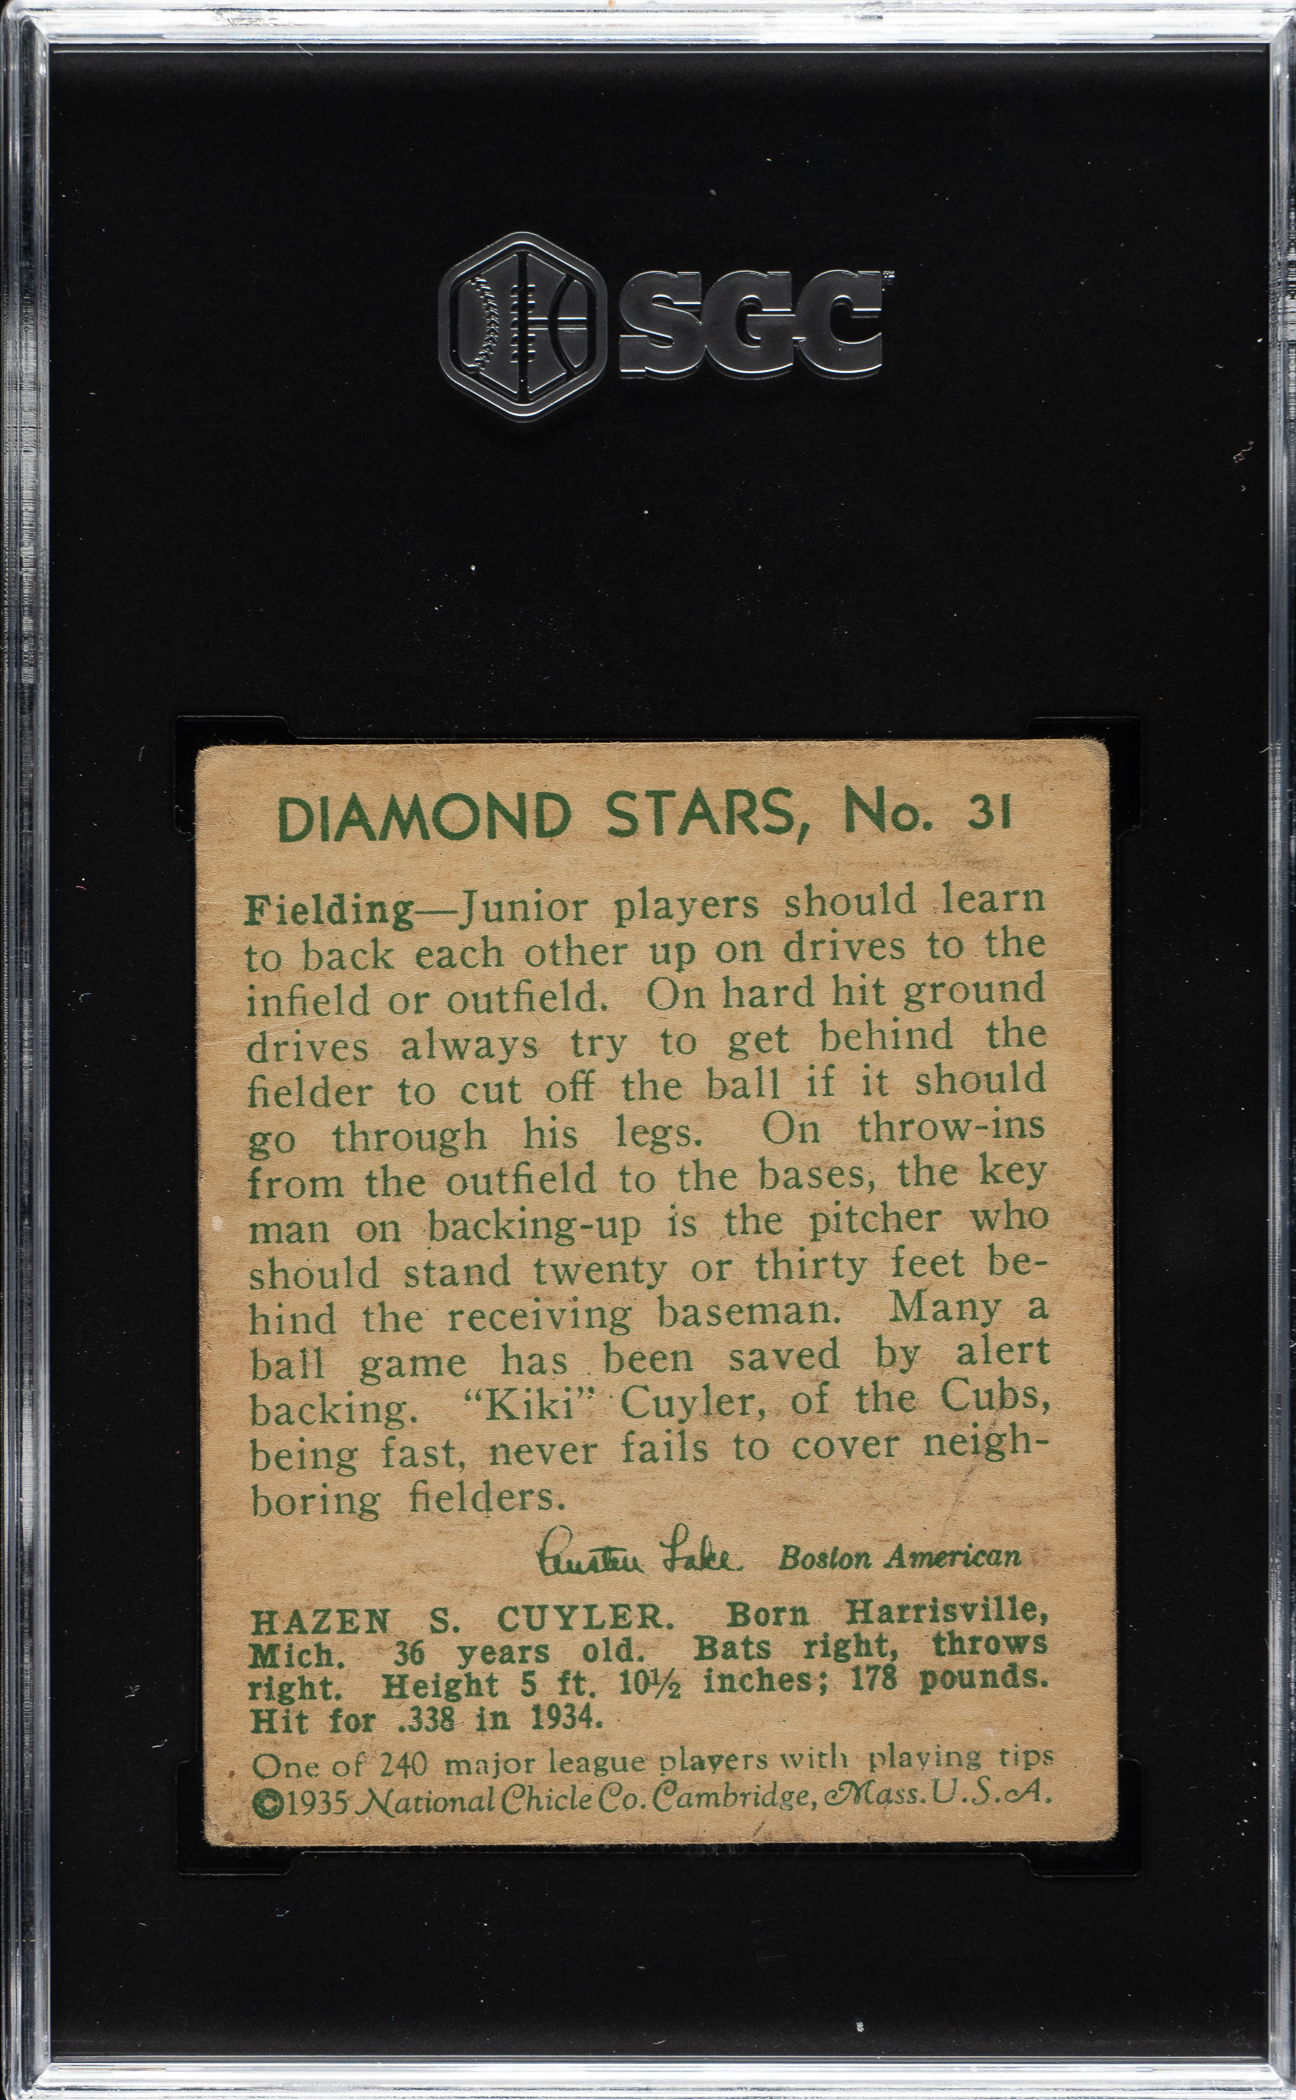 SGC™
DIAMOND STARS, No. 31
Fielding—Junior players should learn
to back each other up on drives to the
infield or outfield. On hard hit ground
drives always try to get behind the
fielder to cut off the ball if it should
go through his legs. On throw-ins
from the outfield to the bases, the key
man on backing-up is the pitcher who
should stand twenty or thirty feet be-
hind the receiving baseman. Many a
ball game has been saved by alert
backing. “Kiki” Cuyler, of the Cubs,
being fast, never fails to cover neigh-
boring fielders.
Austen Lake Boston American
HAZEN S. CUYLER. Born Harrisville,
Mich. 36 years old. Bats right, throws
right. Height 5 ft. 10½ inches; 178 pounds.
Hit for .338 in 1934.
One of 240 major league players with playing tips
©1935 National Chicle Co. Cambridge, Mass. U.S.A.